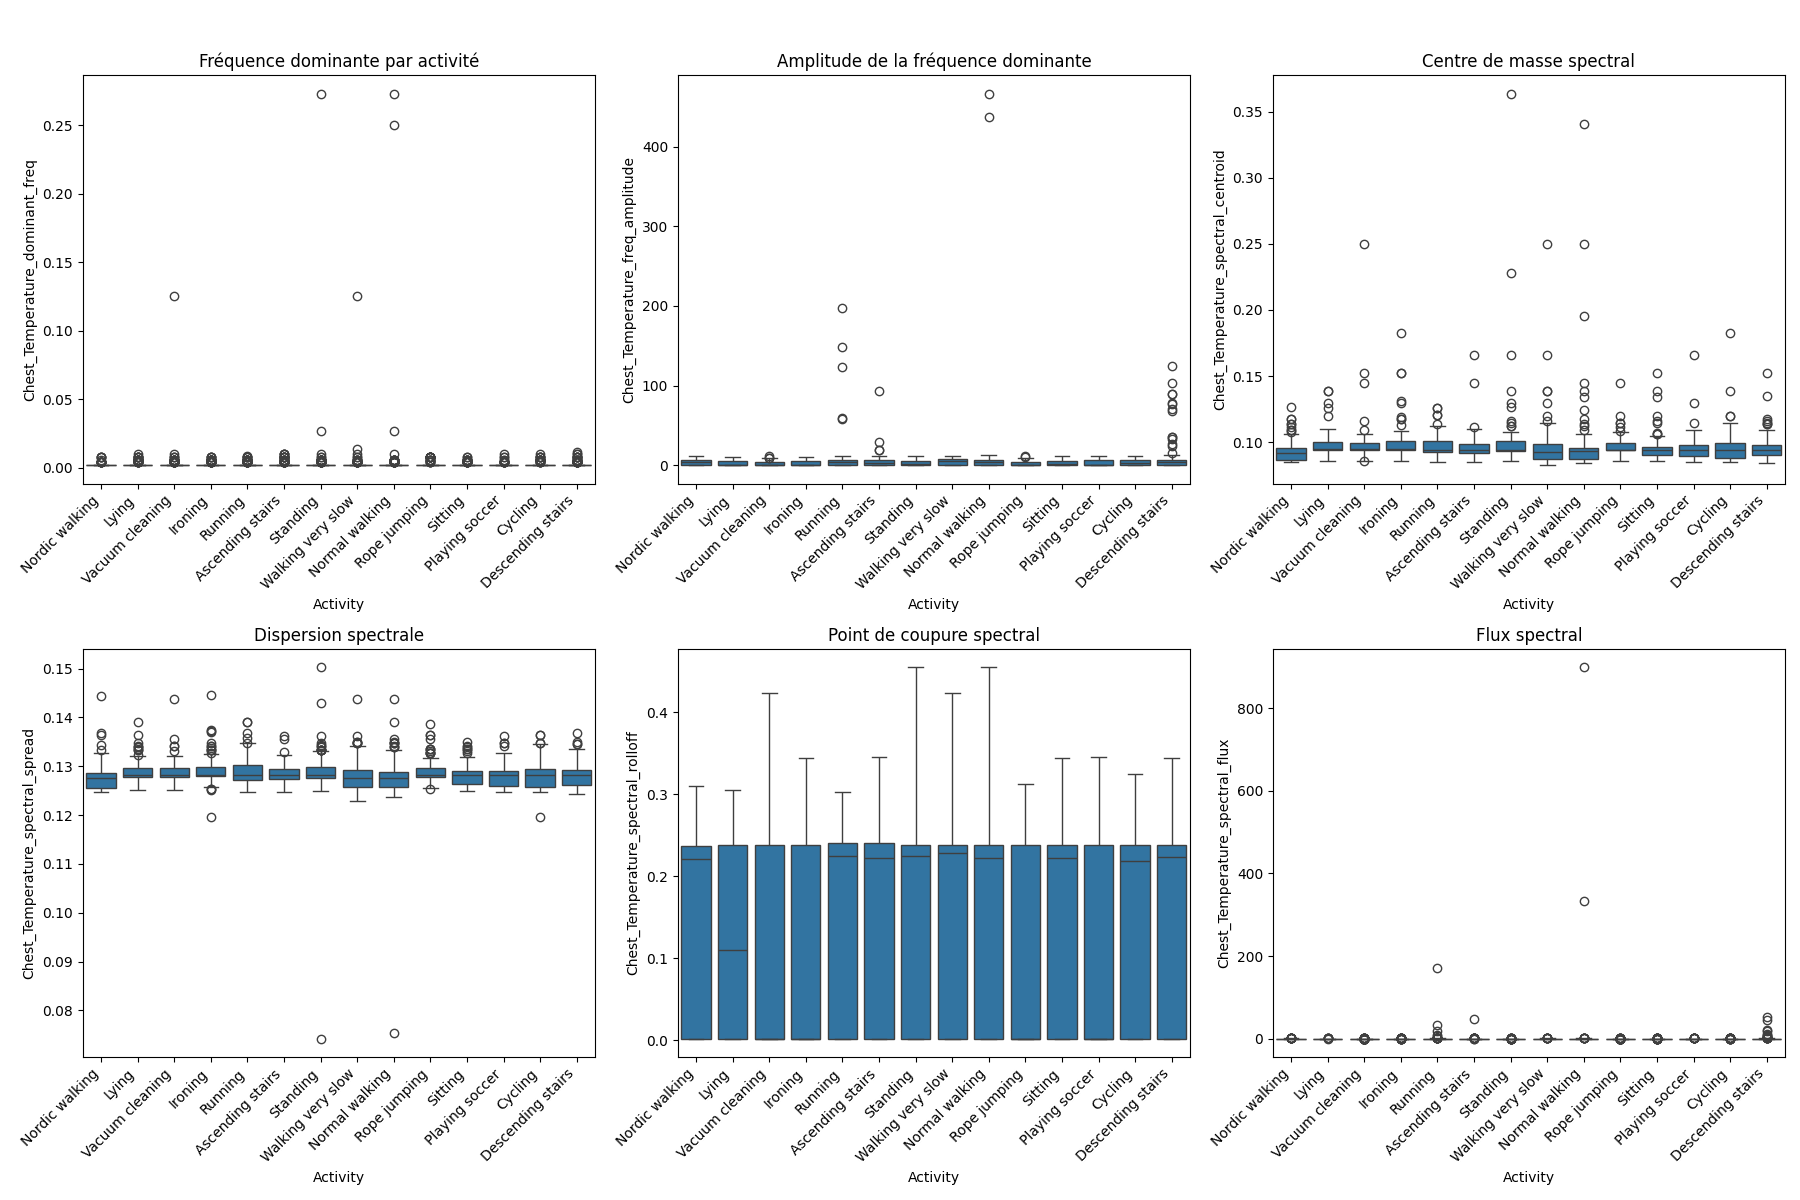 Fréquence dominante par activité
Chest_Temperature_dominant_freq
0.25
0.20
0.15
0.10
0.05
0.00
Nordic walking
Lying
Vacuum cleaning
Ironing
Running
Ascending stairs
Standing
Walking very slow
Normal walking
Rope jumping
Sitting
Playing soccer
Cycling
Descending stairs
Activity
Amplitude de la fréquence dominante
Chest_Temperature_freq_amplitude
400
300
200
100
0
Nordic walking
Lying
Vacuum cleaning
Ironing
Running
Ascending stairs
Standing
Walking very slow
Normal walking
Rope jumping
Sitting
Playing soccer
Cycling
Descending stairs
Activity
Centre de masse spectral
Chest_Temperature_spectral_centroid
0.35
0.30
0.25
0.20
0.15
0.10
Nordic walking
Lying
Vacuum cleaning
Ironing
Running
Ascending stairs
Standing
Walking very slow
Normal walking
Rope jumping
Sitting
Playing soccer
Cycling
Descending stairs
Activity
Dispersion spectrale
Chest_Temperature_spectral_spread
0.15
0.14
0.13
0.12
0.11
0.10
0.09
0.08
Nordic walking
Lying
Vacuum cleaning
Ironing
Running
Ascending stairs
Standing
Walking very slow
Normal walking
Rope jumping
Sitting
Playing soccer
Cycling
Descending stairs
Activity
Point de coupure spectral
Chest_Temperature_spectral_rolloff
0.4
0.3
0.2
0.1
0.0
Nordic walking
Lying
Vacuum cleaning
Ironing
Running
Ascending stairs
Standing
Walking very slow
Normal walking
Rope jumping
Sitting
Playing soccer
Cycling
Descending stairs
Activity
Flux spectral
Chest_Temperature_spectral_flux
800
600
400
200
0
Nordic walking
Lying
Vacuum cleaning
Ironing
Running
Ascending stairs
Standing
Walking very slow
Normal walking
Rope jumping
Sitting
Playing soccer
Cycling
Descending stairs
Activity